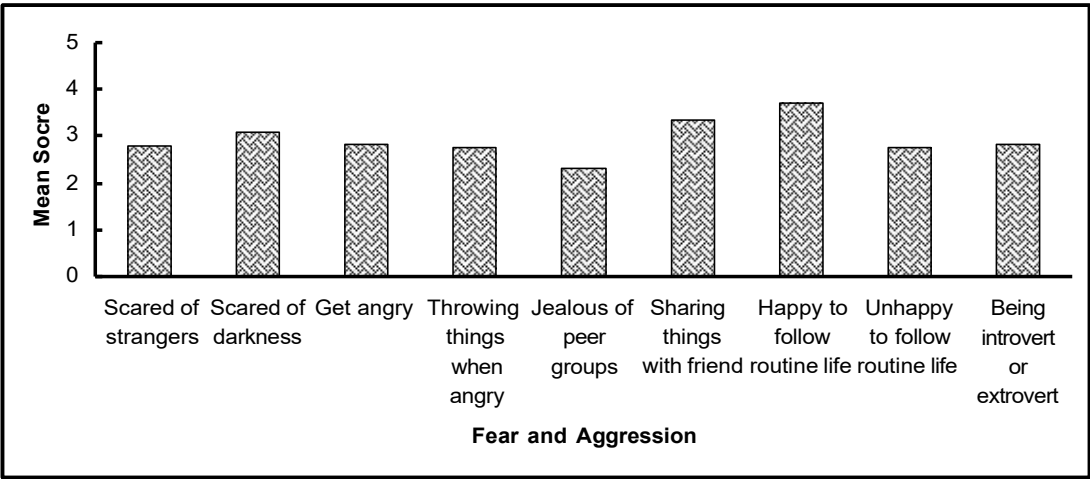 5
4
3
2
1
0
Mean Socre
Scared of strangers
Scared of darkness
Get angry
Throwing things when angry
Jealous of peer groups
Sharing things with friend
Happy to follow routine life
Unhappy to follow routine life
Being introvert or extrovert
Fear and Aggression